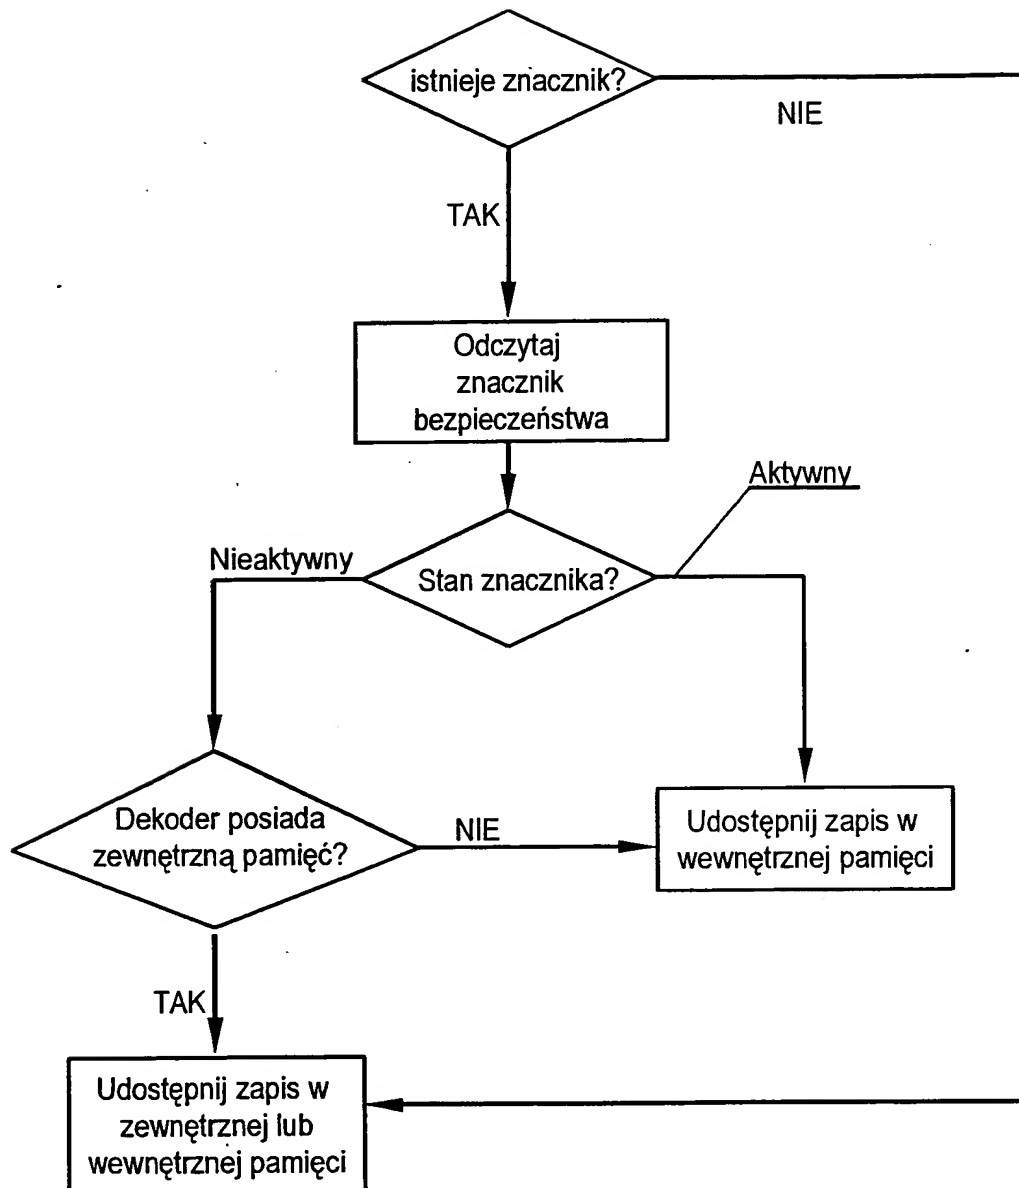 istnieje znacznik?
NIE
TAK
Odczytaj
znacznik
bezpieczeństwa
Aktywny
Nieaktywny
Stan znacznika?
Dekoder posiada
zewnętrzną pamięć?
NIE
Udostępnij zapis w
wewnętrznej pamięci
TAK
Udostępnij zapis w
zewnętrznej lub
wewnętrznej pamięci